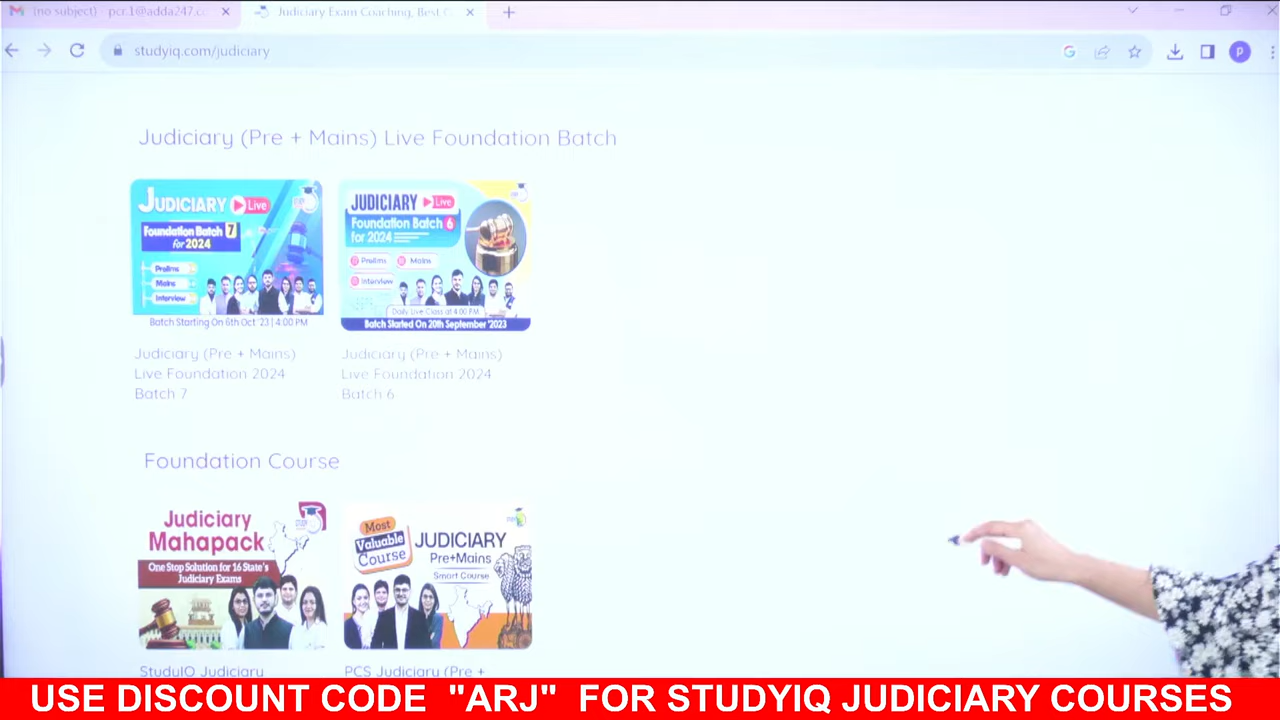 (no subject) - pcr.1@adda247.c
Judiciary Exam Coaching, Best C
studyiq.com/judiciary
Judiciary (Pre + Mains) Live Foundation Batch
JUDICIARY Live
Foundation Batch 7
for 2024
Prelims
Mains
Interview
Batch Starting On 6th Oct '23 | 4:00 PM
JUDICIARY Live
Foundation Batch 6
for 2024
Prelims Mains
Interview
Daily Live Class at 4:00 PM
Batch Started On 20th September '2023
Judiciary (Pre + Mains)
Live Foundation 2024
Batch 7
Judiciary (Pre + Mains)
Live Foundation 2024
Batch 6
Foundation Course
Judiciary
Mahapack
One Stop Solution for 16 State's
Judiciary Exams
Most
Valuable
Course
JUDICIARY
Pre+Mains
Smart Course
StudyIQ Judiciary
PCS Judiciary (Pre +
USE DISCOUNT CODE "ARJ" FOR STUDYIQ JUDICIARY COURSES